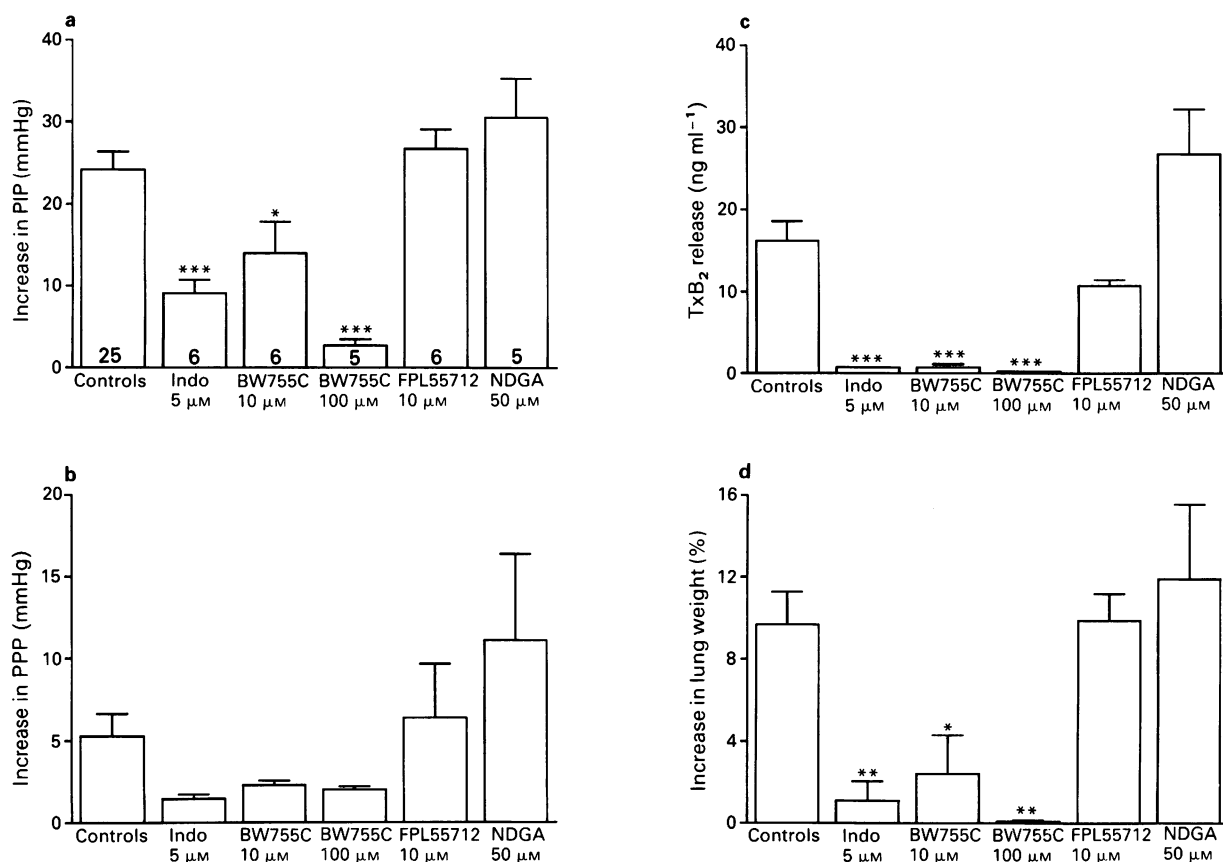 a
Increase in PIP (mmHg)
40
30
20
10
0
***
*
***
25
6
6
5
6
5
Controls
Indo
5 μM
BW755C
10 μM
BW755C
100 μM
FPL55712
10 μM
NDGA
50 μM
c
TxB₂ release (ng ml⁻¹)
40
30
20
10
0
***
***
***
Controls
Indo
5 μM
BW755C
10 μM
BW755C
100 μM
FPL55712
10 μM
NDGA
50 μM
b
Increase in PPP (mmHg)
20
15
10
5
0
Controls
Indo
5 μM
BW755C
10 μM
BW755C
100 μM
FPL55712
10 μM
NDGA
50 μM
d
Increase in lung weight (%)
16
12
8
4
0
**
*
**
Controls
Indo
5 μM
BW755C
10 μM
BW755C
100 μM
FPL55712
10 μM
NDGA
50 μM